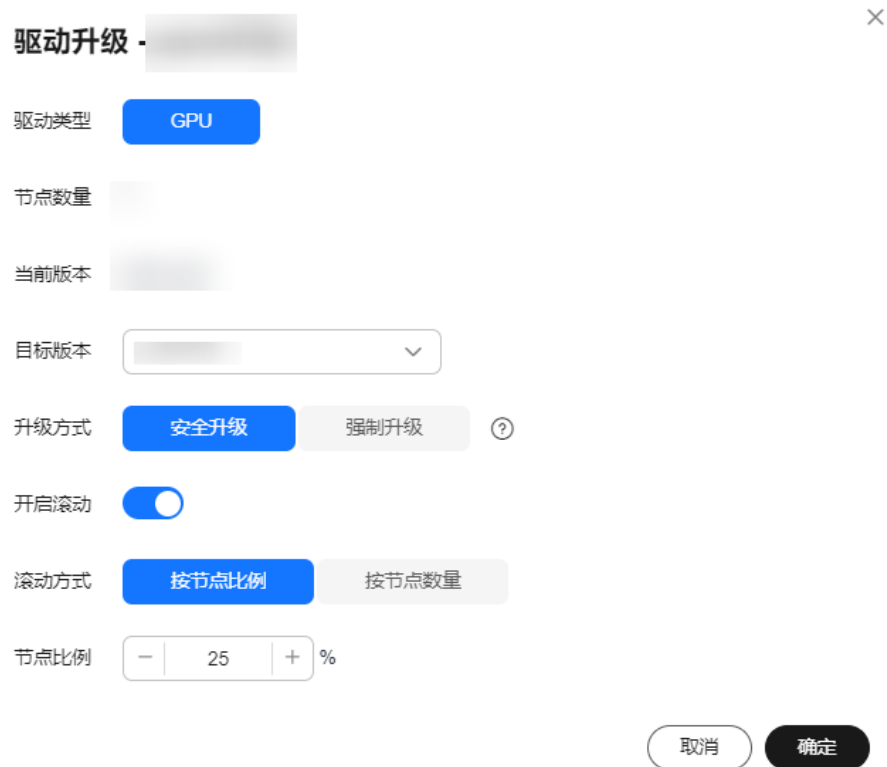 驱动升级 -
驱动类型 GPU
节点数量
当前版本
目标版本
升级方式 安全升级 强制升级 ?
开启滚动
滚动方式 按节点比例 按节点数量
节点比例 − 25 + %
取消 确定